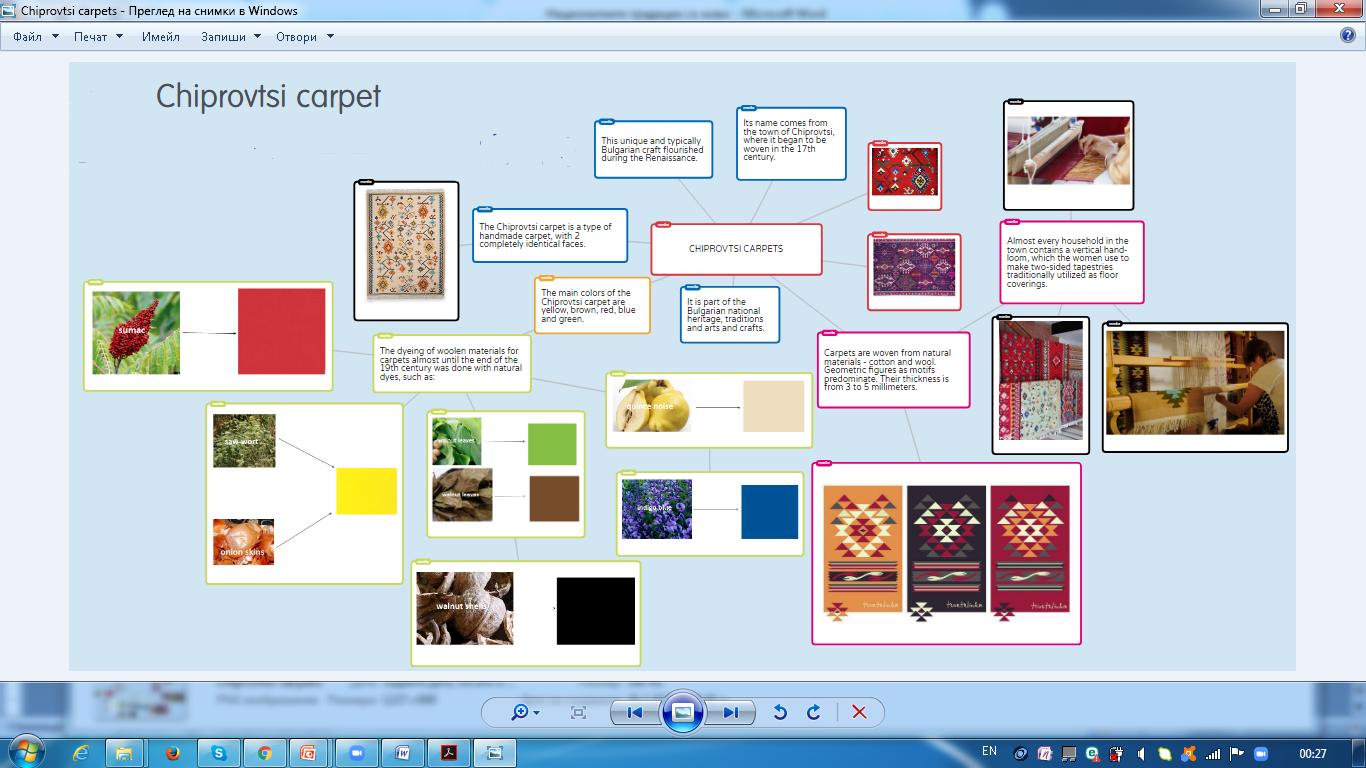 Chiprovtsi carpets - Преглед на снимки в Windows
Файл
Печат
Имейл
Запиши
Отвори
Chiprovtsi carpet
This unique and typically
Bulgarian craft flourished
during the Renaissance.
Its name comes from
the town of Chiprovtsi,
where it began to be
woven in the 17th
century.
The Chiprovtsi carpet is a type of
handmade carpet, with 2
completely identical faces.
CHIPROVTSI CARPETS
Almost every household in the
town contains a vertical hand-
loom, which the women use to
make two-sided tapestries
traditionally utilized as floor
coverings.
The main colors of the
Chiprovtsi carpet are
yellow, brown, red, blue
and green.
It is part of the
Bulgarian national
heritage, traditions
and arts and crafts.
sumac
The dyeing of woolen materials for
carpets almost until the end of the
19th century was done with natural
dyes, such as:
Carpets are woven from natural
materials - cotton and wool.
Geometric figures as motifs
predominate. Their thickness is
from 3 to 5 millimeters.
quince noise
saw-wort
walnut leaves
walnut leaves
indigo blue
onion skins
walnut shells
EN
00:27